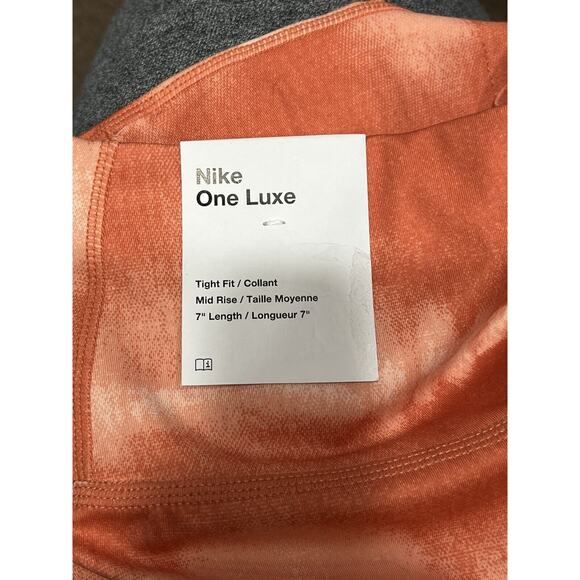 Nike
One Luxe
Tight Fit / Collant
Mid Rise / Taille Moyenne
7" Length / Longueur 7"
i